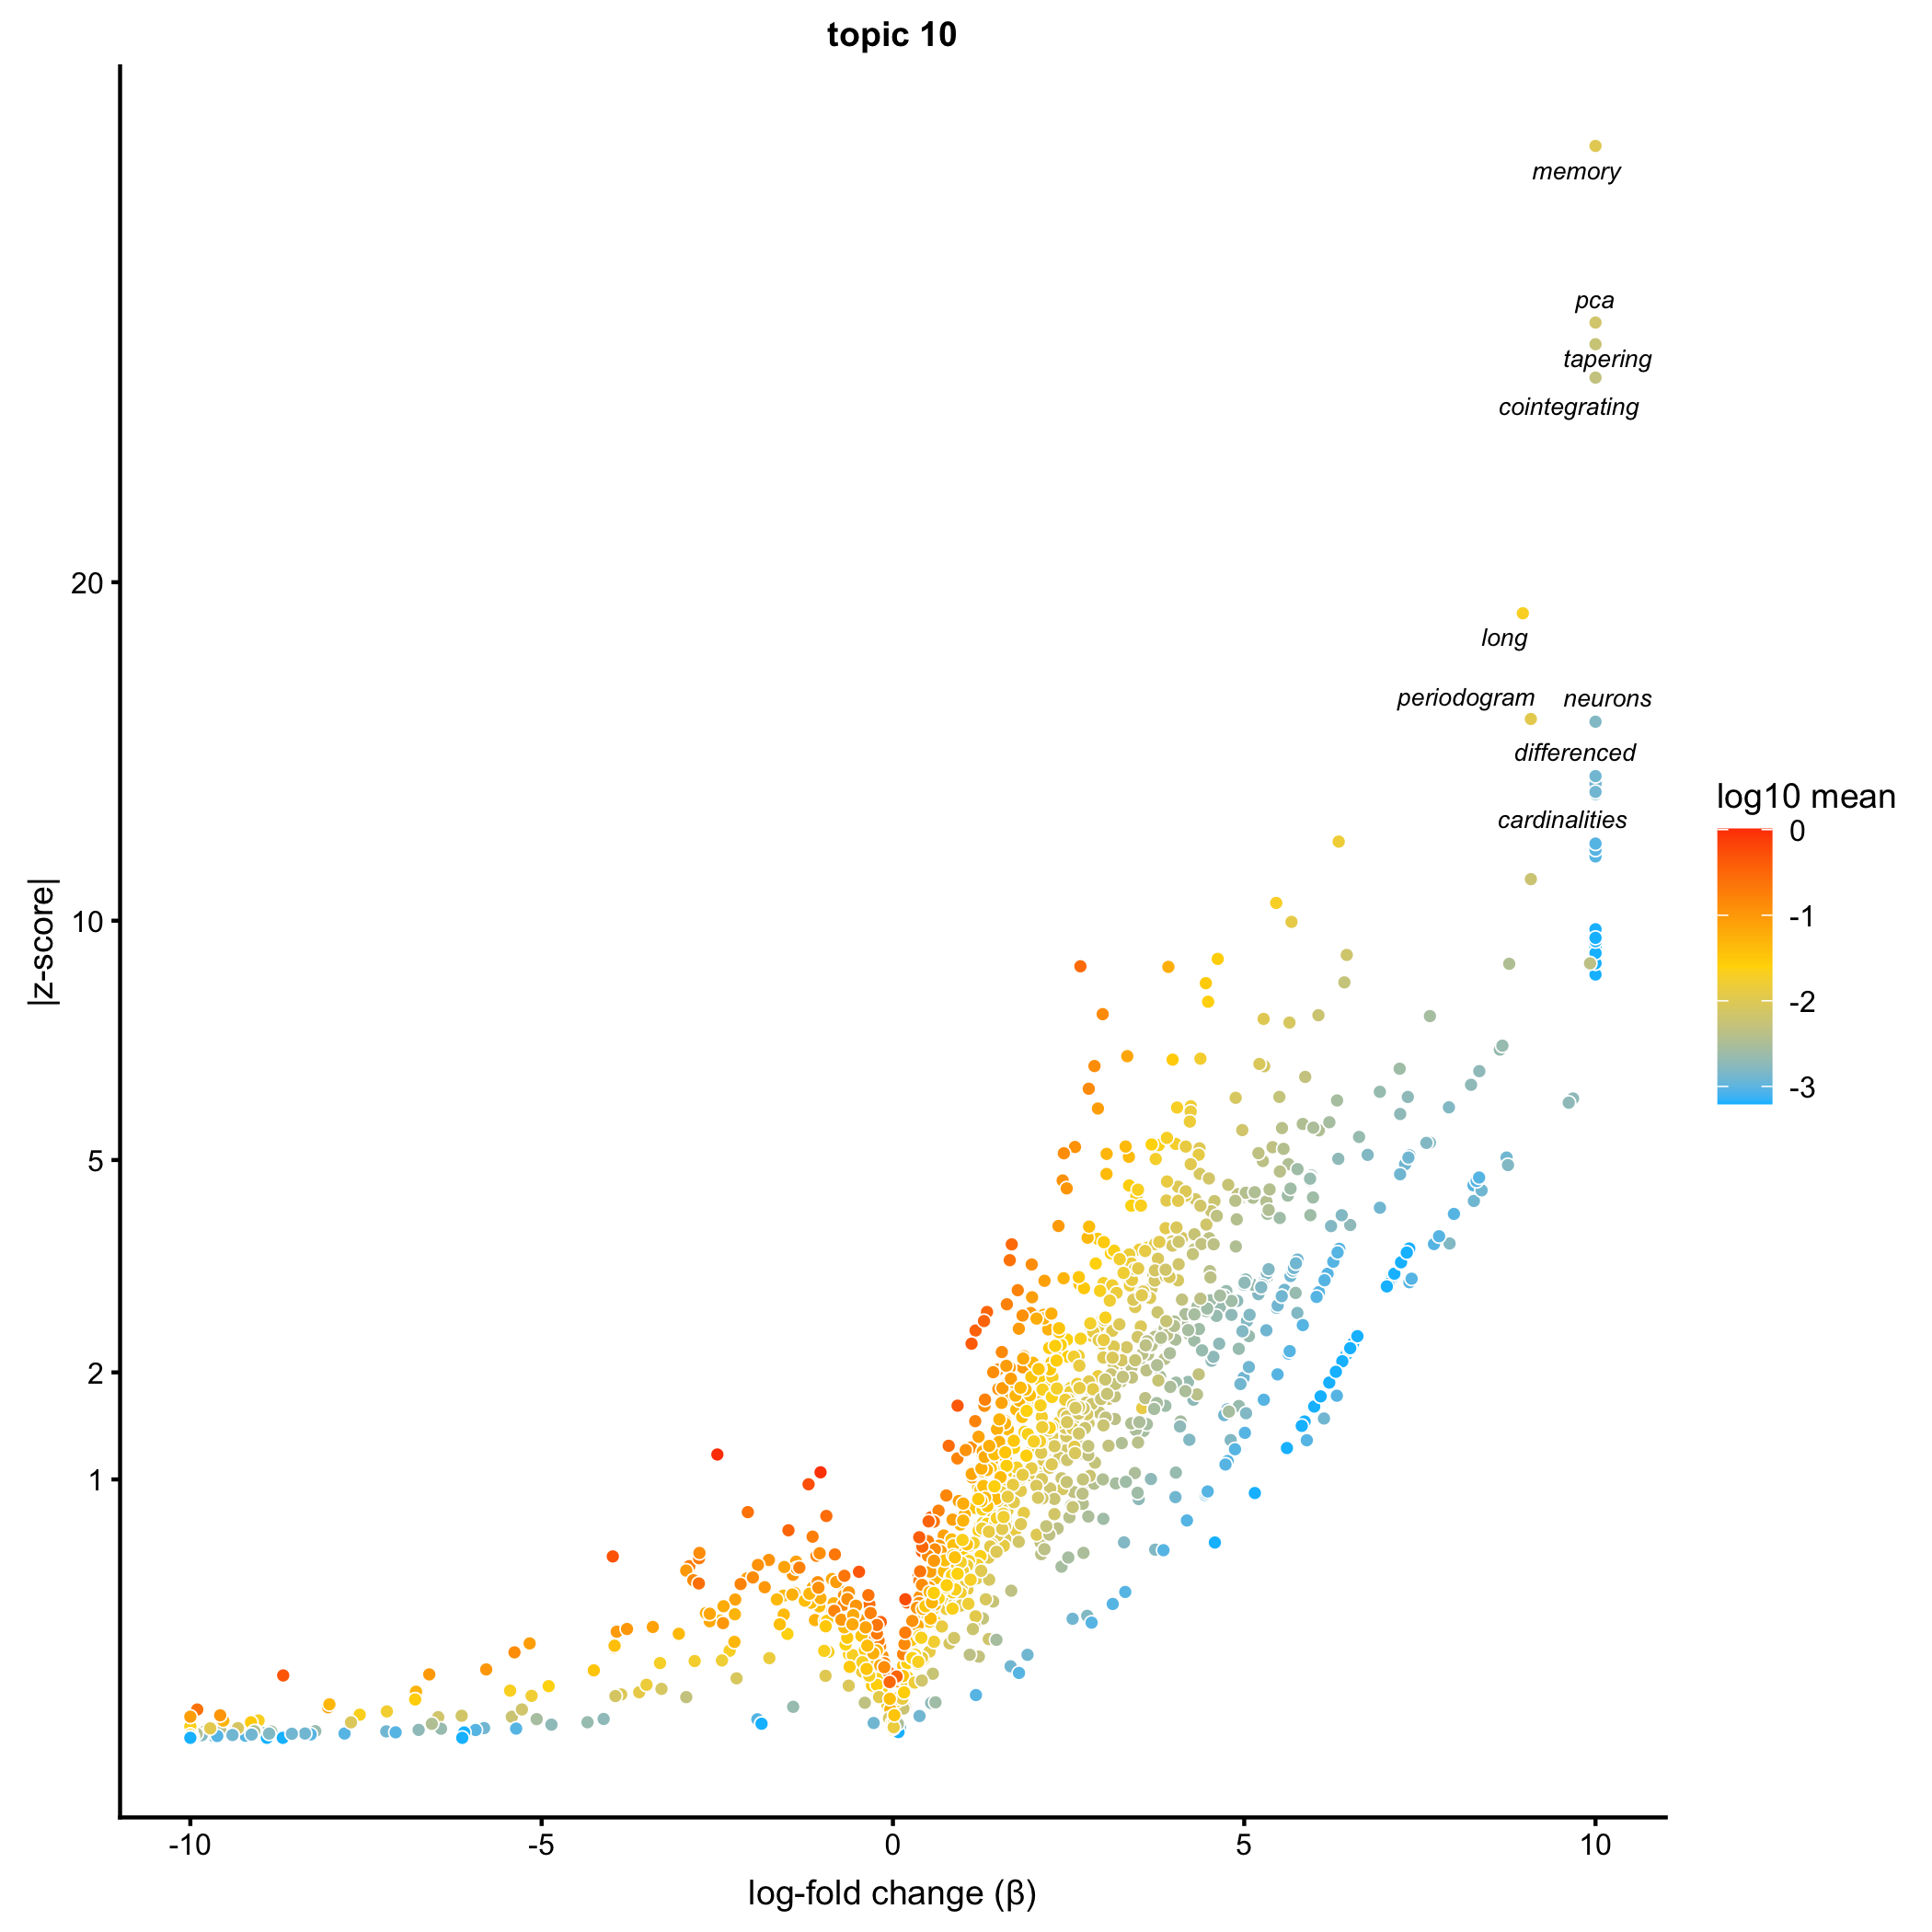 topic 10
memory
pca
tapering
cointegrating
20
long
periodogram
neurons
differenced
log10 mean
cardinalities
0
-1
10
-2
-3
|z-score|
5
2
1
-10
-5
0
5
10
log-fold change (β)